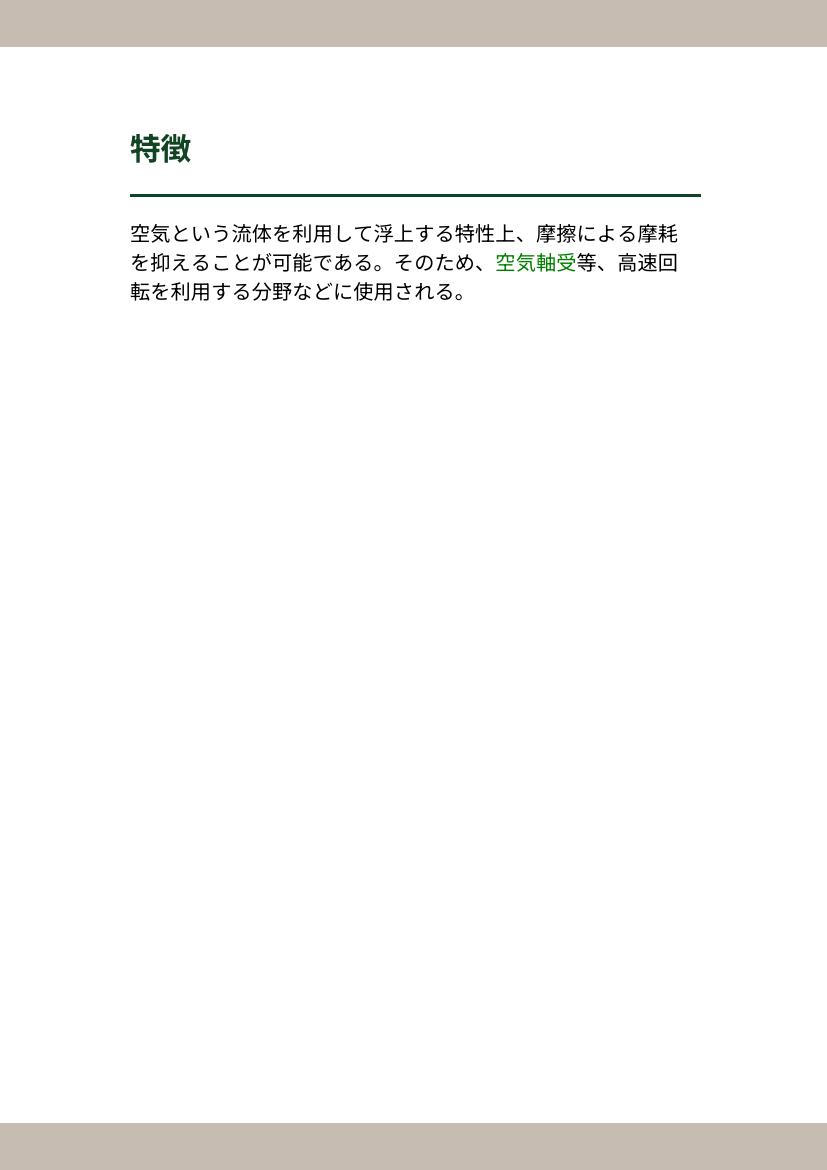 特徴
空気という流体を利用して浮上する特性上、摩擦による摩耗
を抑えることが可能である。そのため、空気軸受等、高速回
転を利用する分野などに使用される。